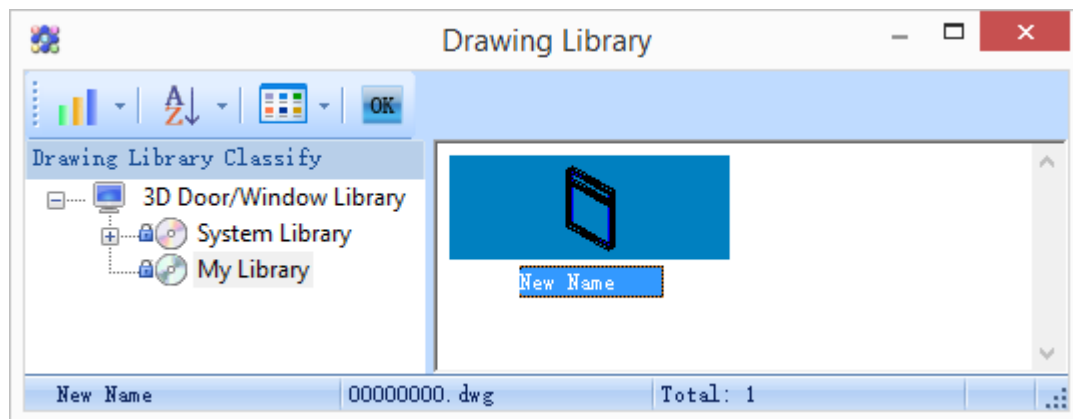 Drawing Library
OK
Drawing Library Classify
3D Door/Window Library
System Library
My Library
New Name
New Name 00000000.dwg Total: 1